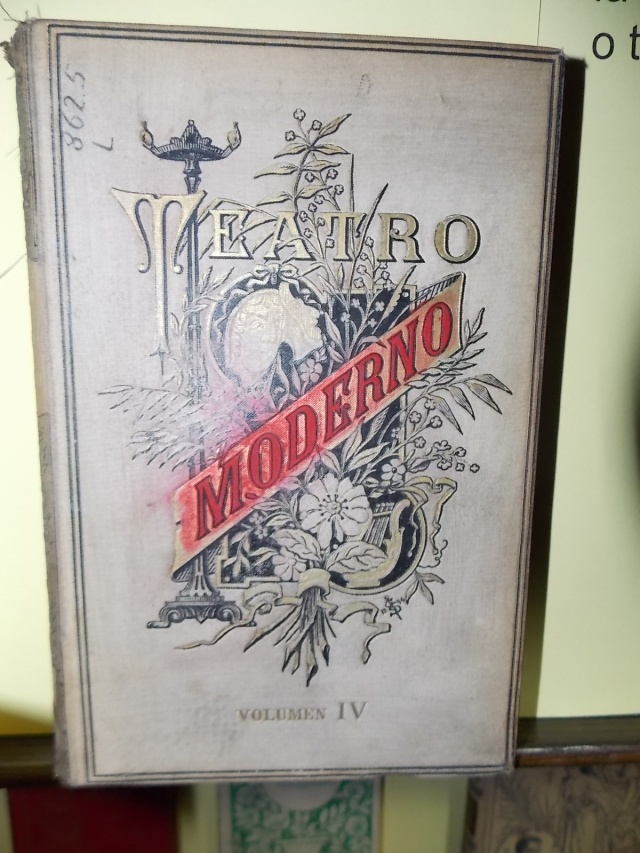 o t
862.5
L
TEATRO
MODERNO
VOLUMEN IV